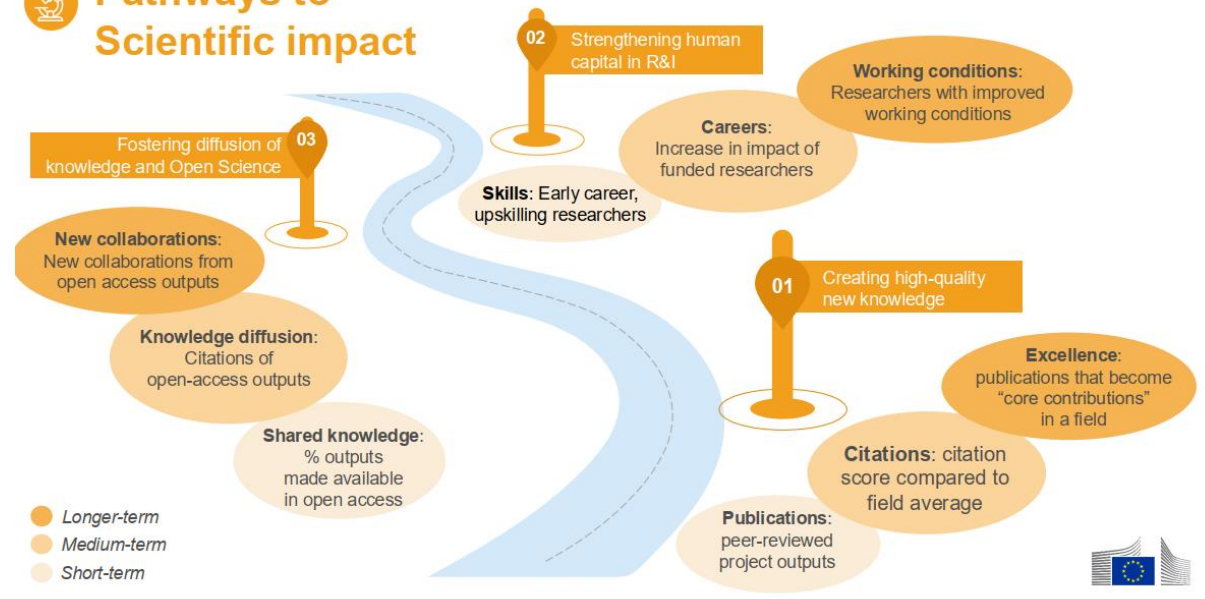 Pathways to
Scientific impact
02
Strengthening human
capital in R&I
Working conditions:
Researchers with improved
working conditions
Careers:
Increase in impact of
funded researchers
Skills: Early career,
upskilling researchers
03
Fostering diffusion of
knowledge and Open Science
New collaborations:
New collaborations from
open access outputs
Knowledge diffusion:
Citations of
open-access outputs
Shared knowledge:
% outputs
made available
in open access
01
Creating high-quality
new knowledge
Excellence:
publications that become
“core contributions”
in a field
Citations: citation
score compared to
field average
Publications:
peer-reviewed
project outputs
Longer-term
Medium-term
Short-term